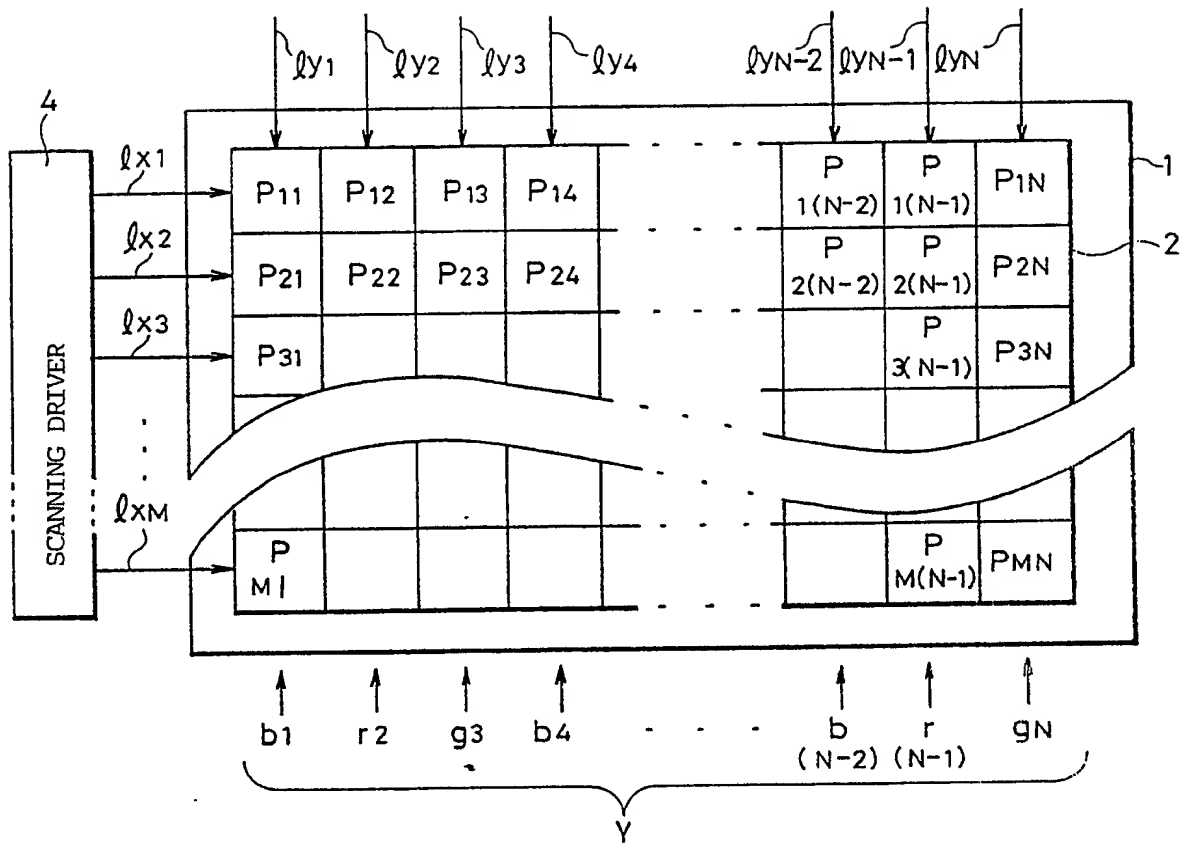 ly1 ly2 ly3 ly4 lyN-2 lyN-1 lyN
4
1
lx1
P11 P12 P13 P14 P 1(N-2) P 1(N-1) P1N
2
lx2
P21 P22 P23 P24 P 2(N-2) P 2(N-1) P2N
lx3
P31 P 3(N-1) P3N
SCANNING DRIVER
lxM
P M1 P M(N-1) PMN
b1 r2 g3 b4 b (N-2) r (N-1) gN
Y